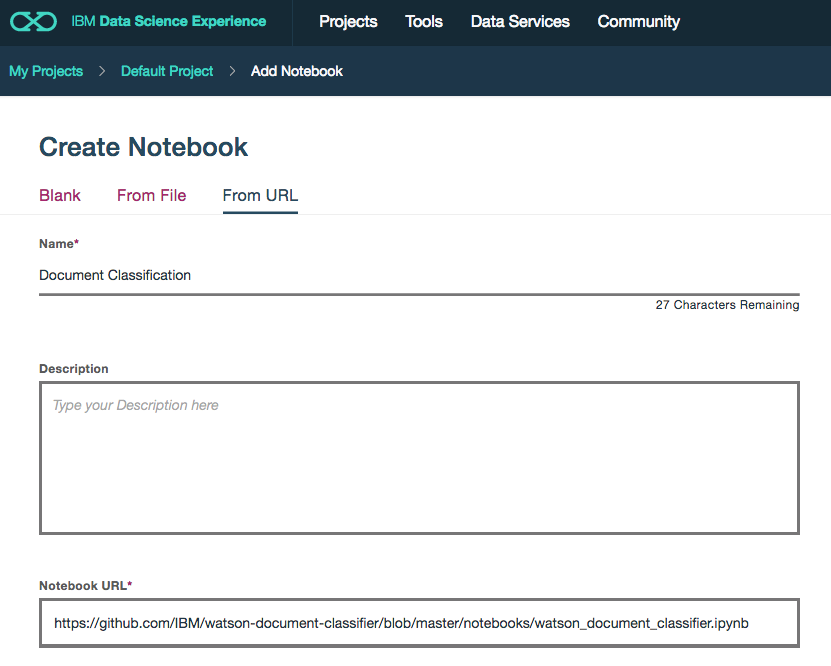 IBM Data Science Experience Projects Tools Data Services Community
My Projects > Default Project > Add Notebook
Create Notebook
Blank From File From URL
Name*
Document Classification
27 Characters Remaining
Description
Type your Description here
Notebook URL*
https://github.com/IBM/watson-document-classifier/blob/master/notebooks/watson_document_classifier.ipynb